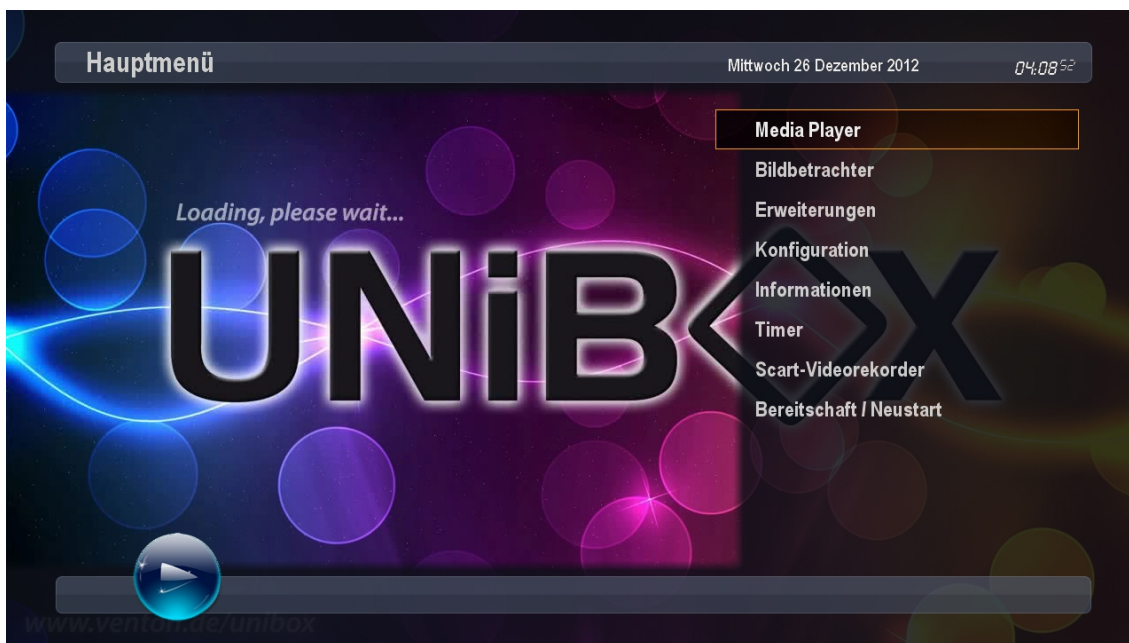 Hauptmenü
Mittwoch 26 Dezember 2012
04:08 52
Media Player
Bildbetrachter
Erweiterungen
Konfiguration
Informationen
Timer
Scart-Videorekorder
Bereitschaft / Neustart
Loading, please wait...
UNiBOX
www.venton.de/unibox